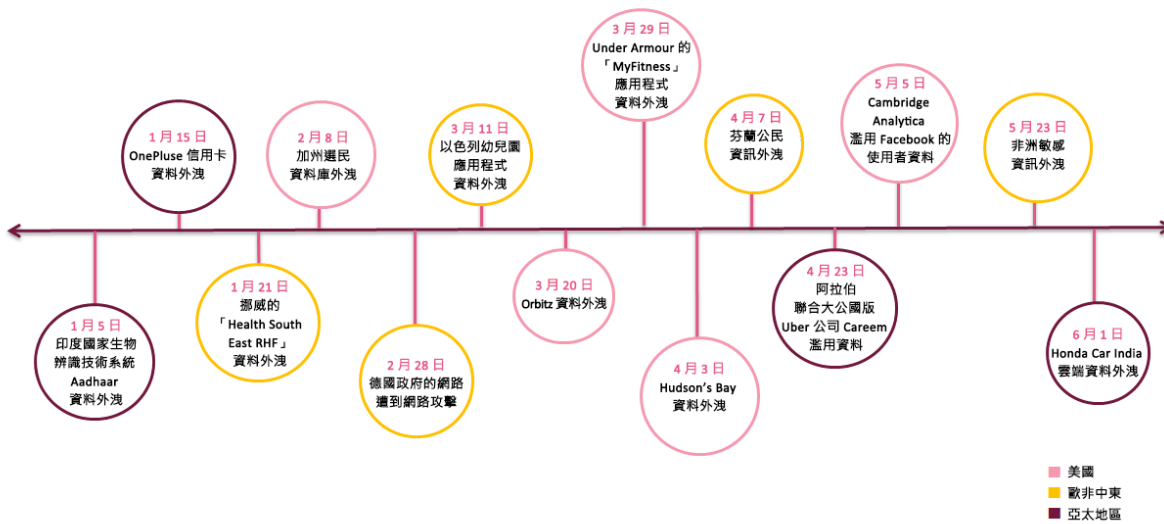 1 月 5 日
印度國家生物
辨識技術系統
Aadhaar
資料外洩
1 月 15 日
OnePluse 信用卡
資料外洩
1 月 21 日
挪威的
「Health South
East RHF」
資料外洩
2 月 8 日
加州選民
資料庫外洩
2 月 28 日
德國政府的網路
遭到網路攻擊
3 月 11 日
以色列幼兒園
應用程式
資料外洩
3 月 20 日
Orbitz 資料外洩
3 月 29 日
Under Armour 的
「MyFitness」
應用程式
資料外洩
4 月 3 日
Hudson's Bay
資料外洩
4 月 7 日
芬蘭公民
資訊外洩
4 月 23 日
阿拉伯
聯合大公國版
Uber 公司 Careem
濫用資料
5 月 5 日
Cambridge
Analytica
濫用 Facebook 的
使用者資料
5 月 23 日
非洲敏感
資訊外洩
6 月 1 日
Honda Car India
雲端資料外洩
美國
歐非中東
亞太地區